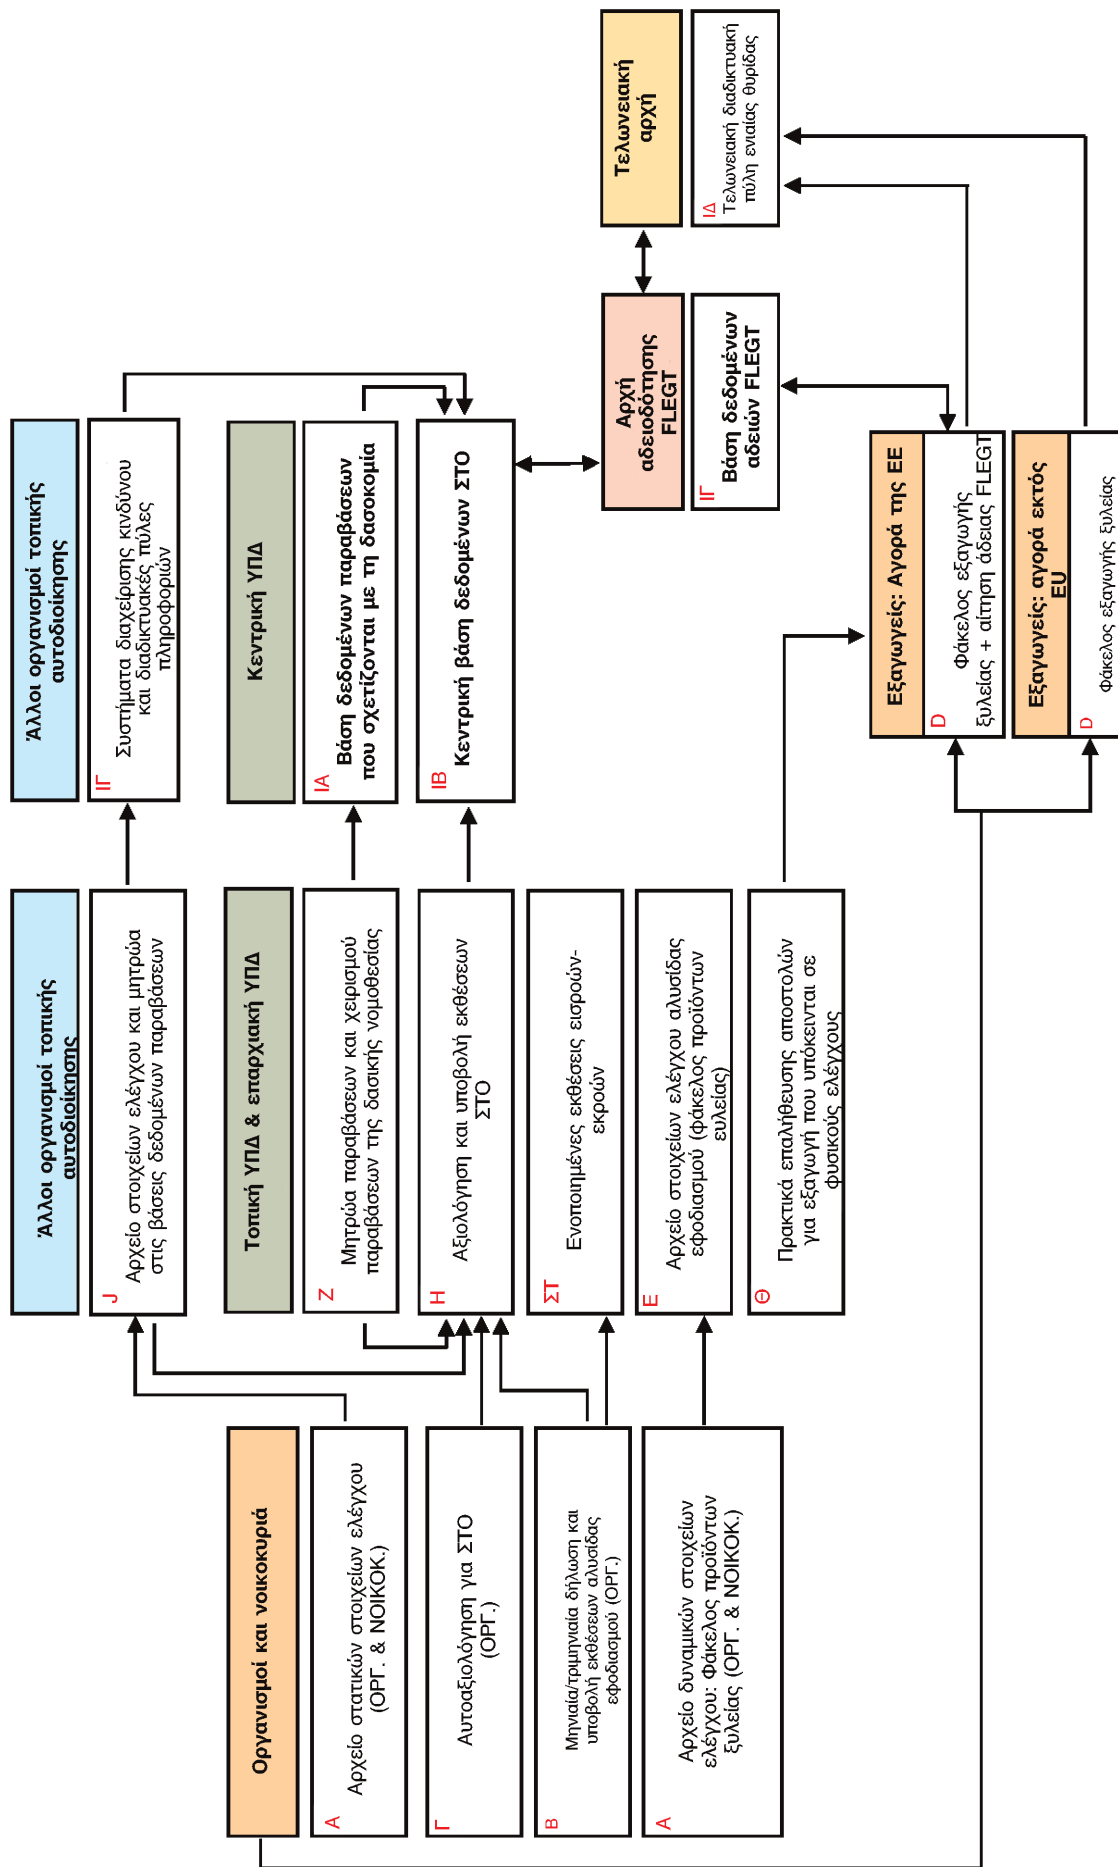 Οργανισμοί και νοικοκυριά
Α
Αρχείο στατικών στοιχείων ελέγχου
(ΟΡΓ. & ΝΟΙΚΟΚ.)
Γ
Αυτοαξιολόγηση για ΣΤΟ
(ΟΡΓ.)
Β
Μηνιαία/τριμηνιαία δήλωση και
υποβολή εκθέσεων αλυσίδας
εφοδιασμού (ΟΡΓ.)
Α
Αρχείο δυναμικών στοιχείων
ελέγχου: Φάκελος προϊόντων
ξυλείας (ΟΡΓ. & ΝΟΙΚΟΚ.)
Άλλοι οργανισμοί τοπικής
αυτοδιοίκησης
J
Αρχείο στοιχείων ελέγχου και μητρώα
στις βάσεις δεδομένων παραβάσεων
Τοπική ΥΠΔ & επαρχιακή ΥΠΔ
Ζ
Μητρώα παραβάσεων και χειρισμού
παραβάσεων της δασικής νομοθεσίας
Η
Αξιολόγηση και υποβολή εκθέσεων
ΣΤΟ
ΣΤ
Ενοποιημένες εκθέσεις εισροών-
εκροών
Ε
Αρχείο στοιχείων ελέγχου αλυσίδας
εφοδιασμού (φάκελος προϊόντων
ευλείας)
Θ
Πρακτικά επαλήθευσης αποστολών
για εξαγωγή που υπόκεινται σε
φυσικούς ελέγχους
Άλλοι οργανισμοί τοπικής
αυτοδιοίκησης
ΙΓ
Συστήματα διαχείρισης κινδύνου
και διαδικτυακές πύλες
πληροφοριών
Κεντρική ΥΠΔ
ΙΑ
Βάση δεδομένων παραβάσεων
που σχετίζονται με τη δασοκομία
ΙΒ
Κεντρική βάση δεδομένων ΣΤΟ
Αρχή
αδειοδότησης
FLEGT
ΙΓ
Βάση δεδομένων
αδειών FLEGT
Τελωνειακή
αρχή
ΙΔ
Τελωνειακή διαδικτυακή
πύλη ενιαίας θυρίδας
Εξαγωγείς: Αγορά της ΕΕ
D
Φάκελος εξαγωγής
ξυλείας + αίτηση άδειας FLEGT
Εξαγωγείς: αγορά εκτός
EU
D
Φάκελος εξαγωγής ξυλείας